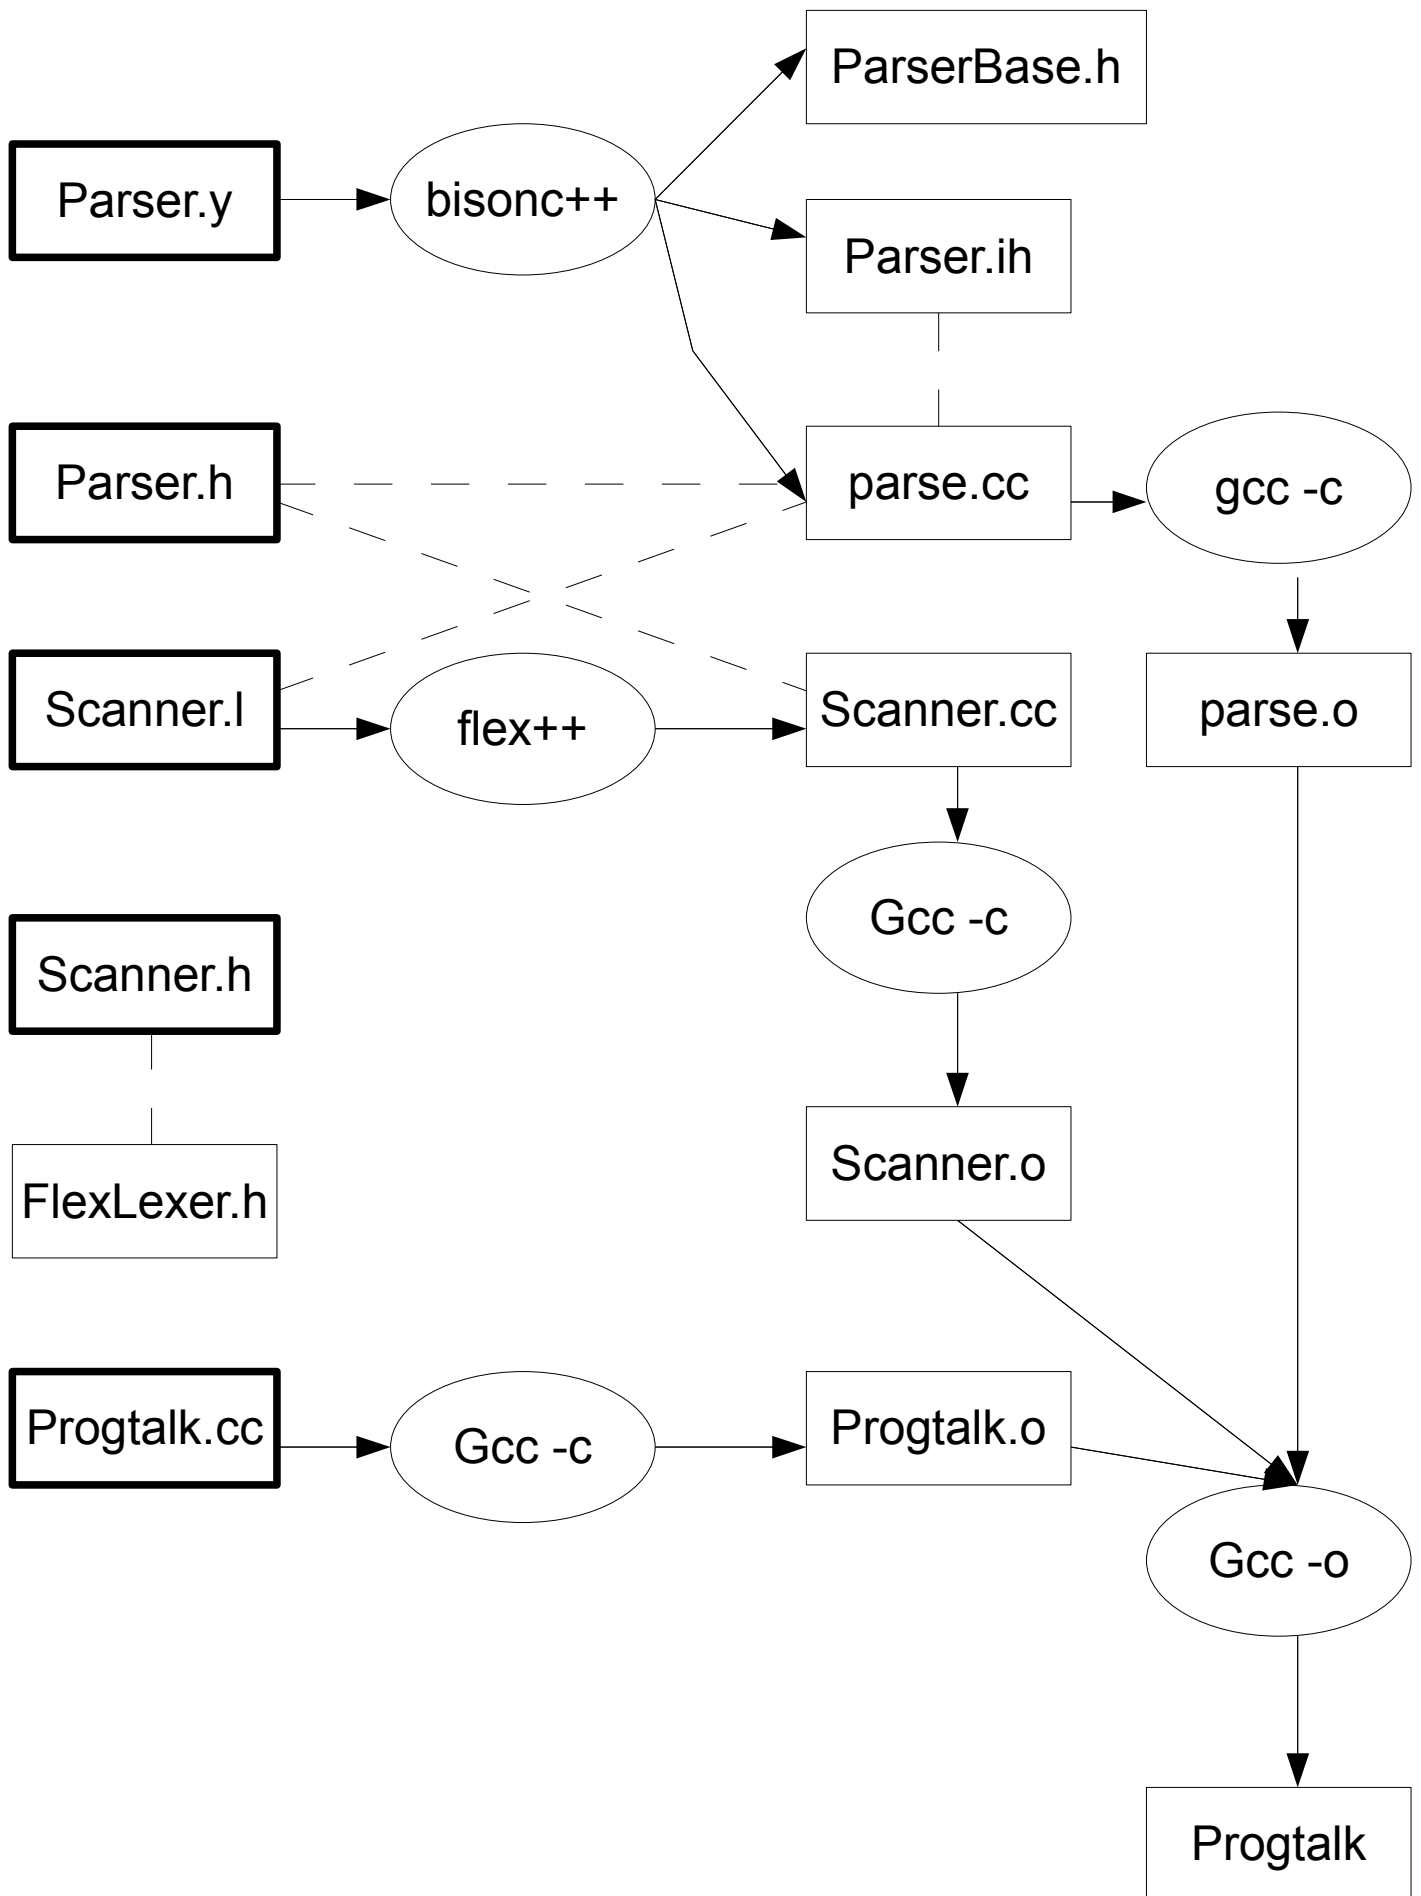 ParserBase.h
Parser.y
bisonc++
Parser.ih
Parser.h
parse.cc
gcc -c
Scanner.l
flex++
Scanner.cc
parse.o
Gcc -c
Scanner.h
Scanner.o
FlexLexer.h
Progtalk.cc
Gcc -c
Progtalk.o
Gcc -o
Progtalk